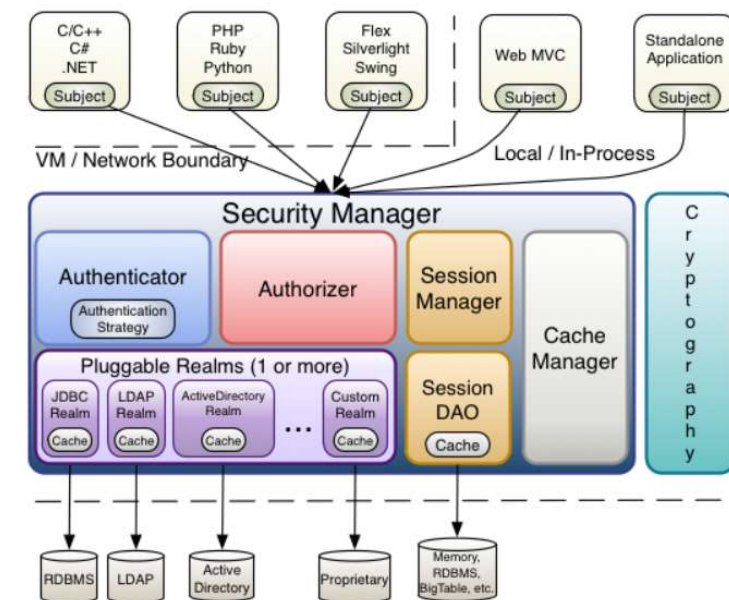 C/C++
C#
.NET
Subject
PHP
Ruby
Python
Subject
Flex
Silverlight
Swing
Subject
Web MVC
Subject
Standalone
Application
Subject
VM / Network Boundary
Local / In-Process
Security Manager
Authenticator
Authentication
Strategy
Authorizer
Session
Manager
Cache
Manager
Cryptography
Pluggable Realms (1 or more)
JDBC
Realm
Cache
LDAP
Realm
Cache
ActiveDirectory
Realm
Cache
...
Custom
Realm
Cache
Session
DAO
Cache
RDBMS
LDAP
Active
Directory
Proprietary
Memory,
RDBMS,
BigTable, etc.